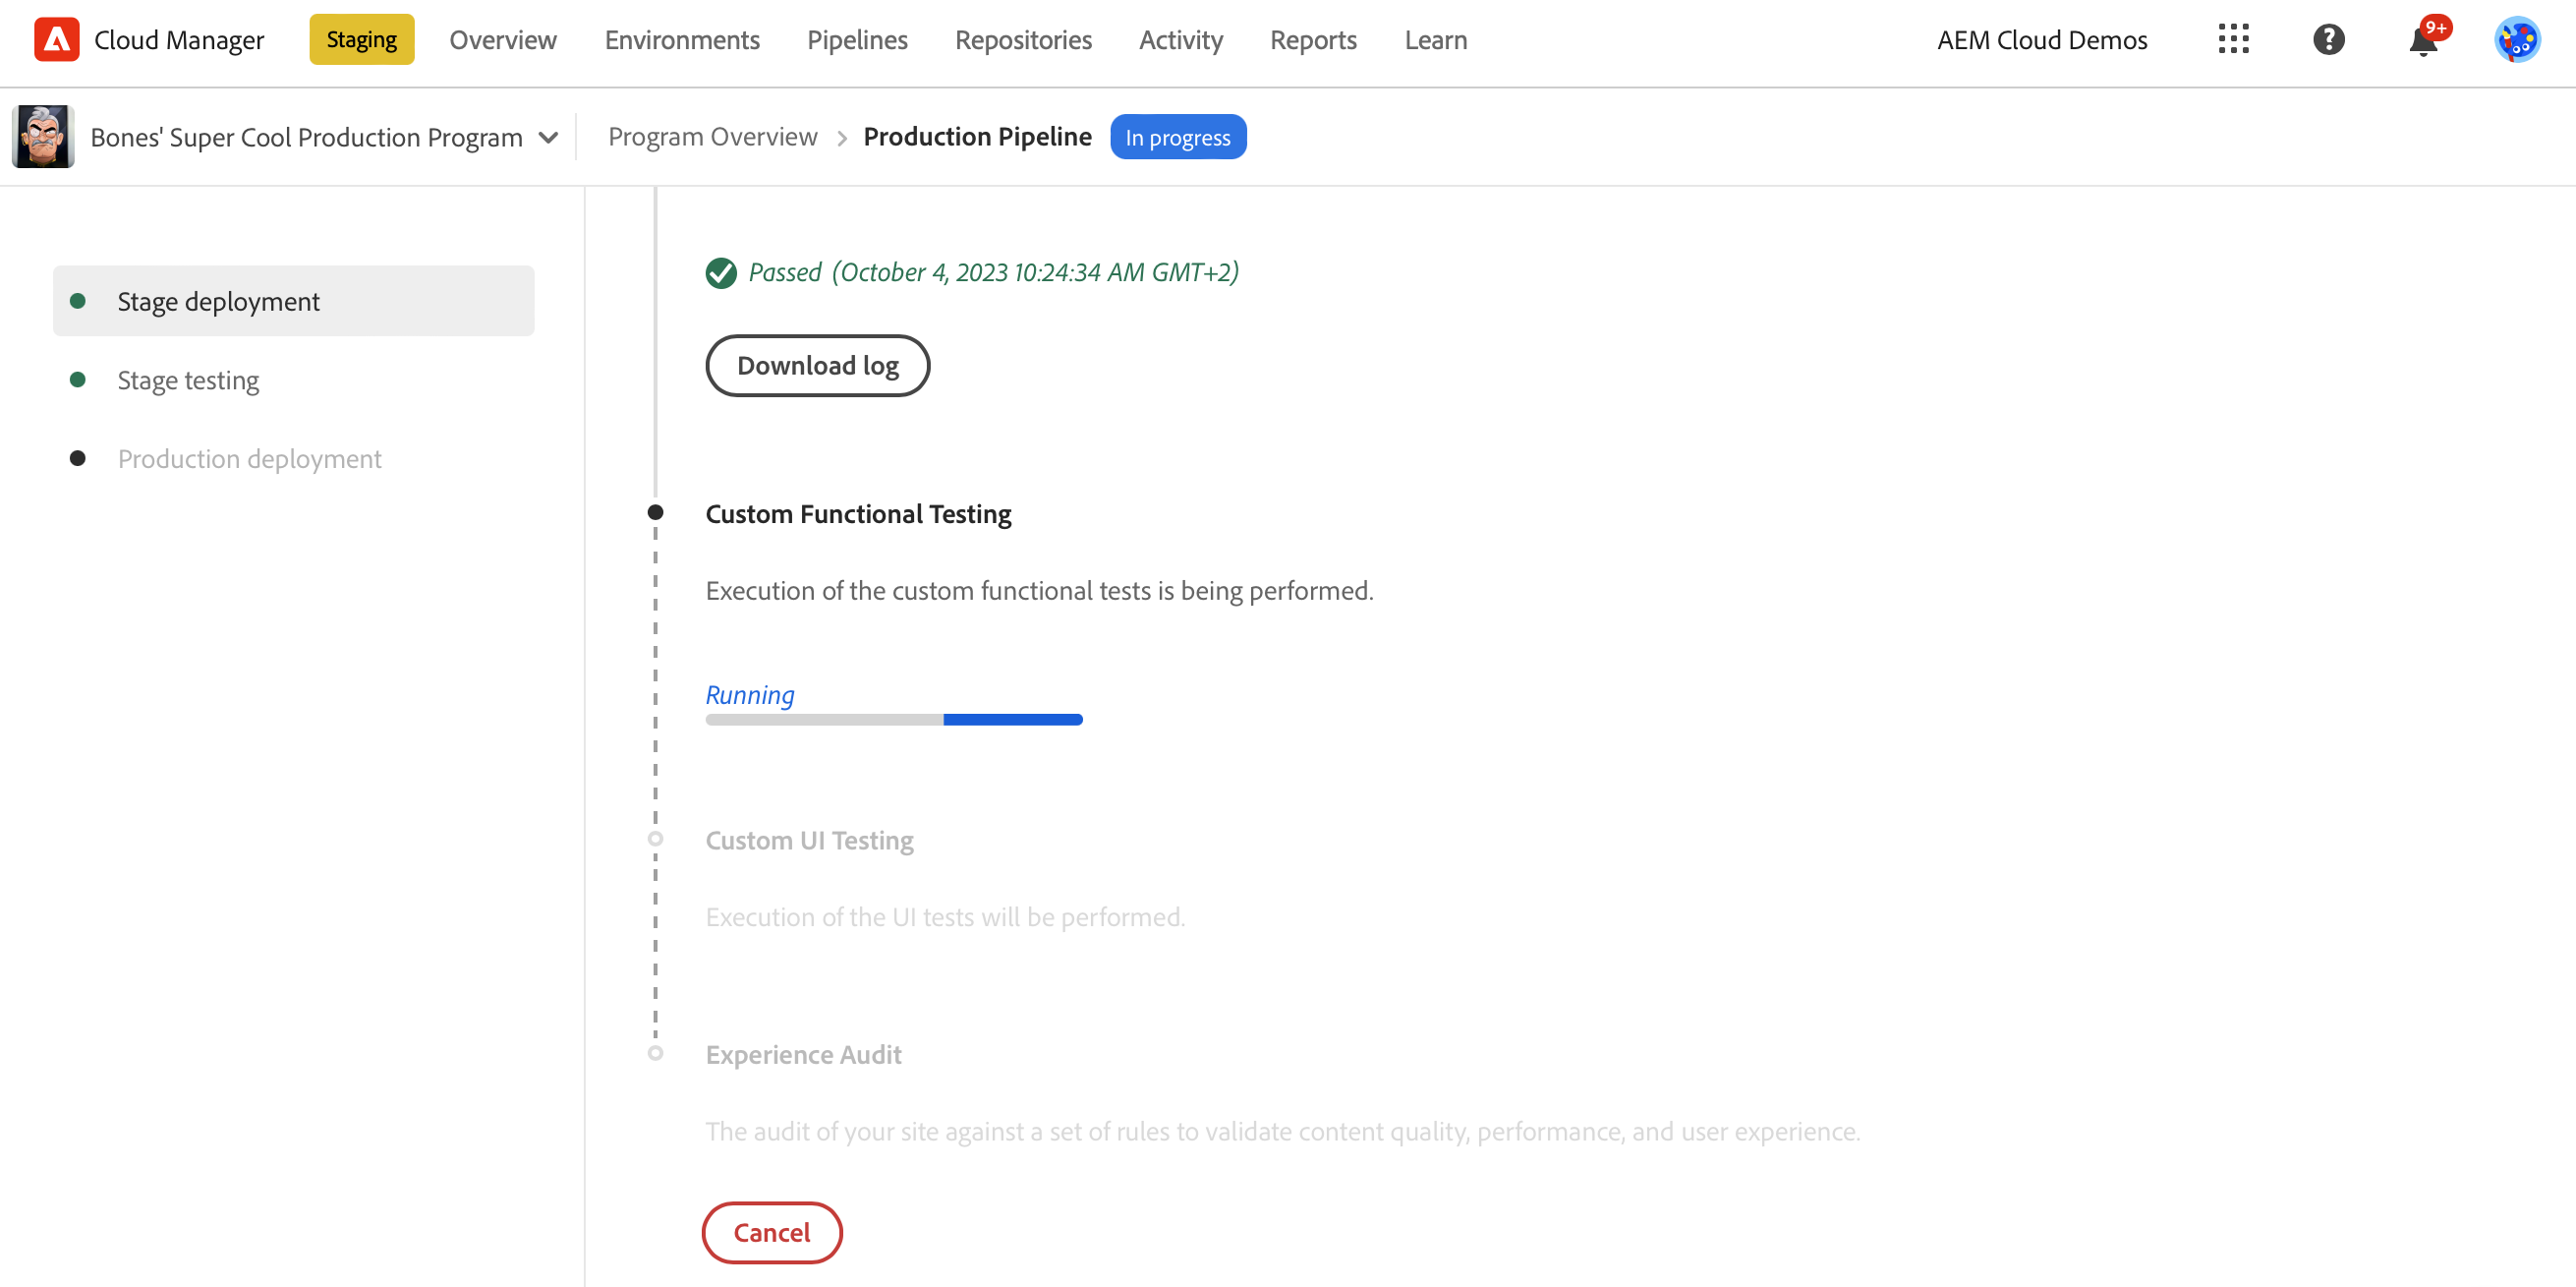 Cloud Manager Staging Overview Environments Pipelines Repositories Activity Reports Learn AEM Cloud Demos 9+
Bones' Super Cool Production Program Program Overview > Production Pipeline In progress
Stage deployment
Stage testing
Production deployment
Passed (October 4, 2023 10:24:34 AM GMT+2)
Download log
Custom Functional Testing
Execution of the custom functional tests is being performed.
Running
Custom UI Testing
Execution of the UI tests will be performed.
Experience Audit
The audit of your site against a set of rules to validate content quality, performance, and user experience.
Cancel